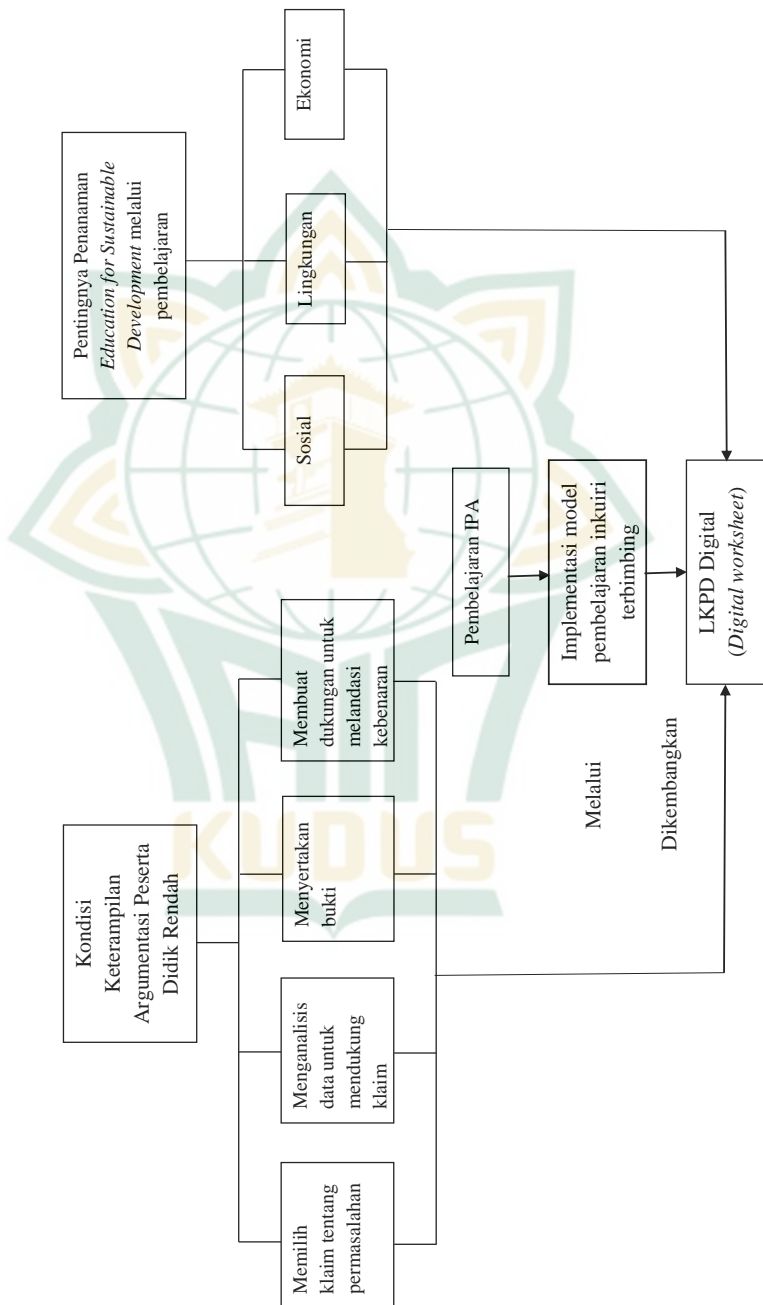 Kondisi
Keterampilan
Argumentasi Peserta
Didik Rendah
Pentingnya Penanaman
Education for Sustainable
Development melalui
pembelajaran
Memilih
klaim tentang
permasalahan
Menganalisis
data untuk
mendukung
klaim
Menyertakan
bukti
Membuat
dukungan untuk
melandasi
kebenaran
Sosial
Lingkungan
Ekonomi
Pembelajaran IPA
Melalui
Implementasi model
pembelajaran inkuiri
terbimbing
Dikembangkan
LKPD Digital
(Digital worksheet)
IAIN
KUDUS